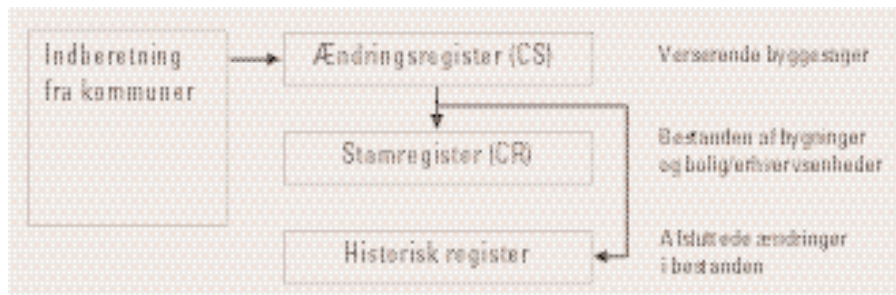 Indberetning
fra kommuner
Ændringsregister (CS)
Verserende byggesager
Stamregister (CR)
Bestanden af bygninger
og bolig/erhvervsenheder
Historisk register
Afsluttede ændringer
i bestanden